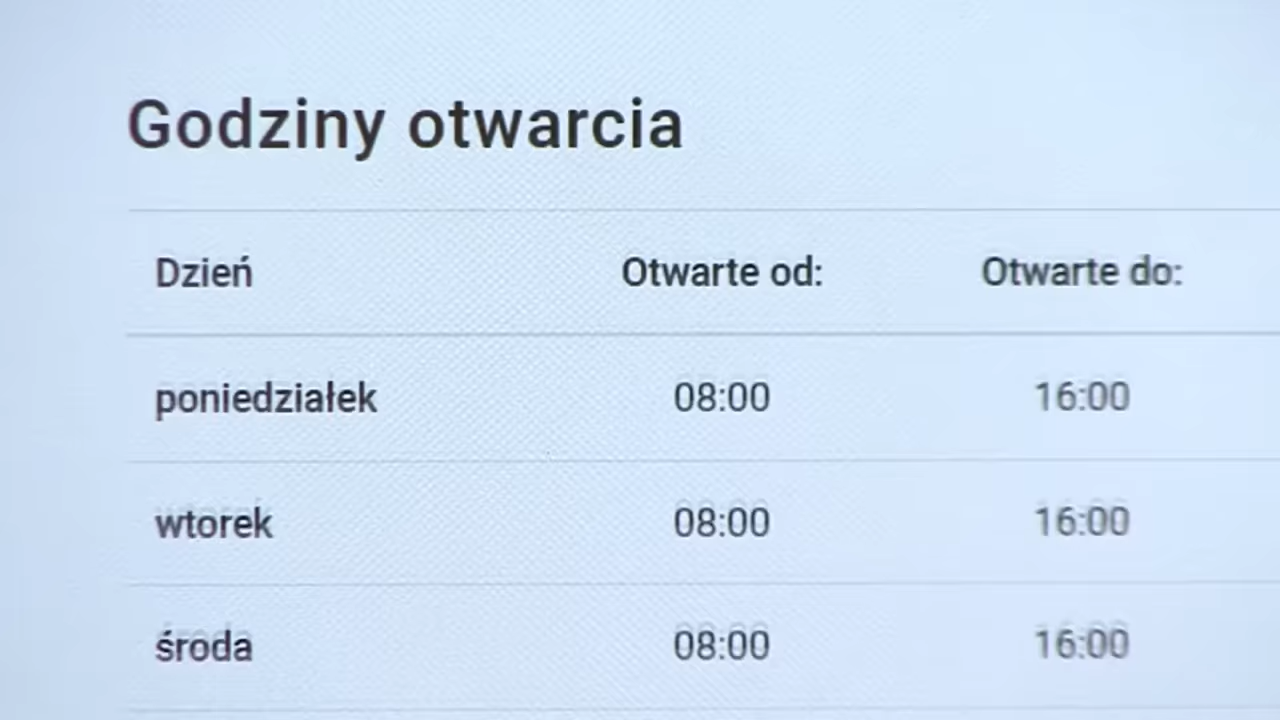 Godziny otwarcia
Dzień Otwarte od: Otwarte do:
poniedziałek 08:00 16:00
wtorek 08:00 16:00
środa 08:00 16:00